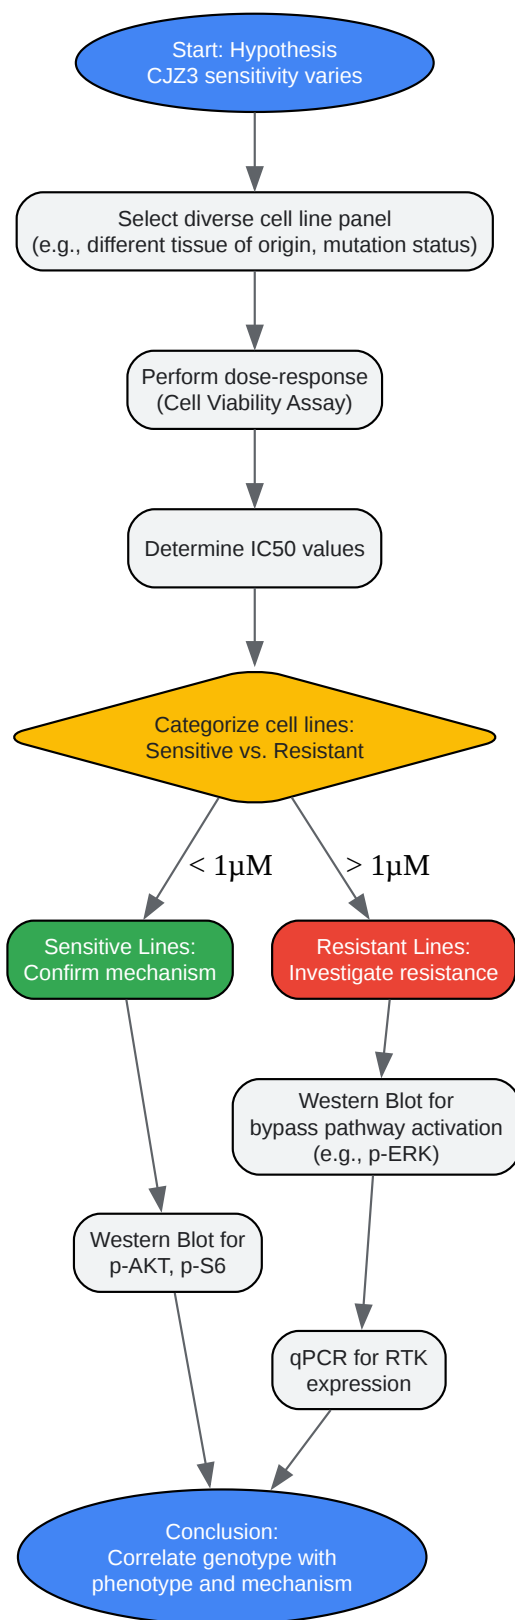 Start: Hypothesis
CJZ3 sensitivity varies
Select diverse cell line panel
(e.g., different tissue of origin, mutation status)
Perform dose-response
(Cell Viability Assay)
Determine IC50 values
Categorize cell lines:
Sensitive vs. Resistant
< 1µM
> 1µM
Sensitive Lines:
Confirm mechanism
Resistant Lines:
Investigate resistance
Western Blot for
bypass pathway activation
(e.g., p-ERK)
Western Blot for
p-AKT, p-S6
qPCR for RTK
expression
Conclusion:
Correlate genotype with
phenotype and mechanism